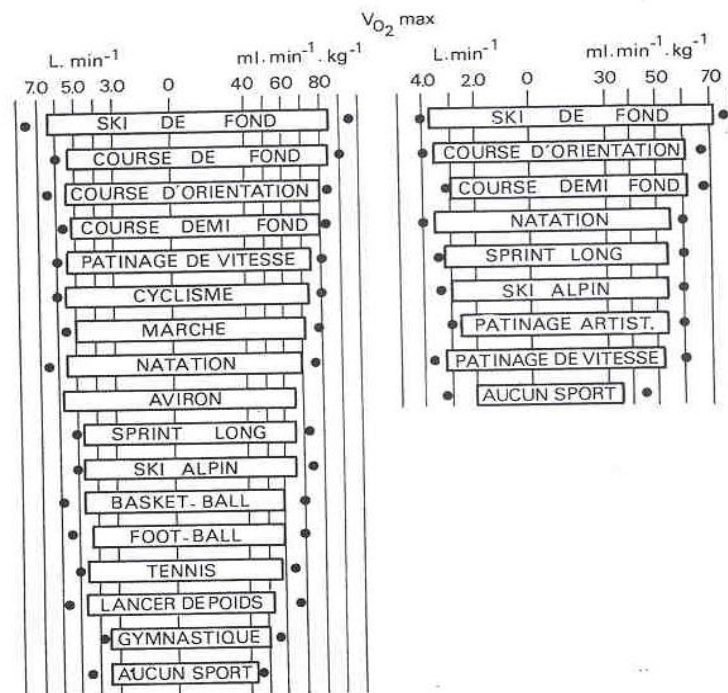 V̇O2 max
L. min-1 ml.min-1.kg-1
7.0 5.0 3.0 0 40 60 80
SKI DE FOND
COURSE DE FOND
COURSE D'ORIENTATION
COURSE DEMI FOND
PATINAGE DE VITESSE
CYCLISME
MARCHE
NATATION
AVIRON
SPRINT LONG
SKI ALPIN
BASKET-BALL
FOOT-BALL
TENNIS
LANCER DE POIDS
GYMNASTIQUE
AUCUN SPORT
L.min-1 ml.min-1.kg-1
4.0 2.0 0 30 50 70
SKI DE FOND
COURSE D'ORIENTATION
COURSE DEMI FOND
NATATION
SPRINT LONG
SKI ALPIN
PATINAGE ARTIST.
PATINAGE DE VITESSE
AUCUN SPORT